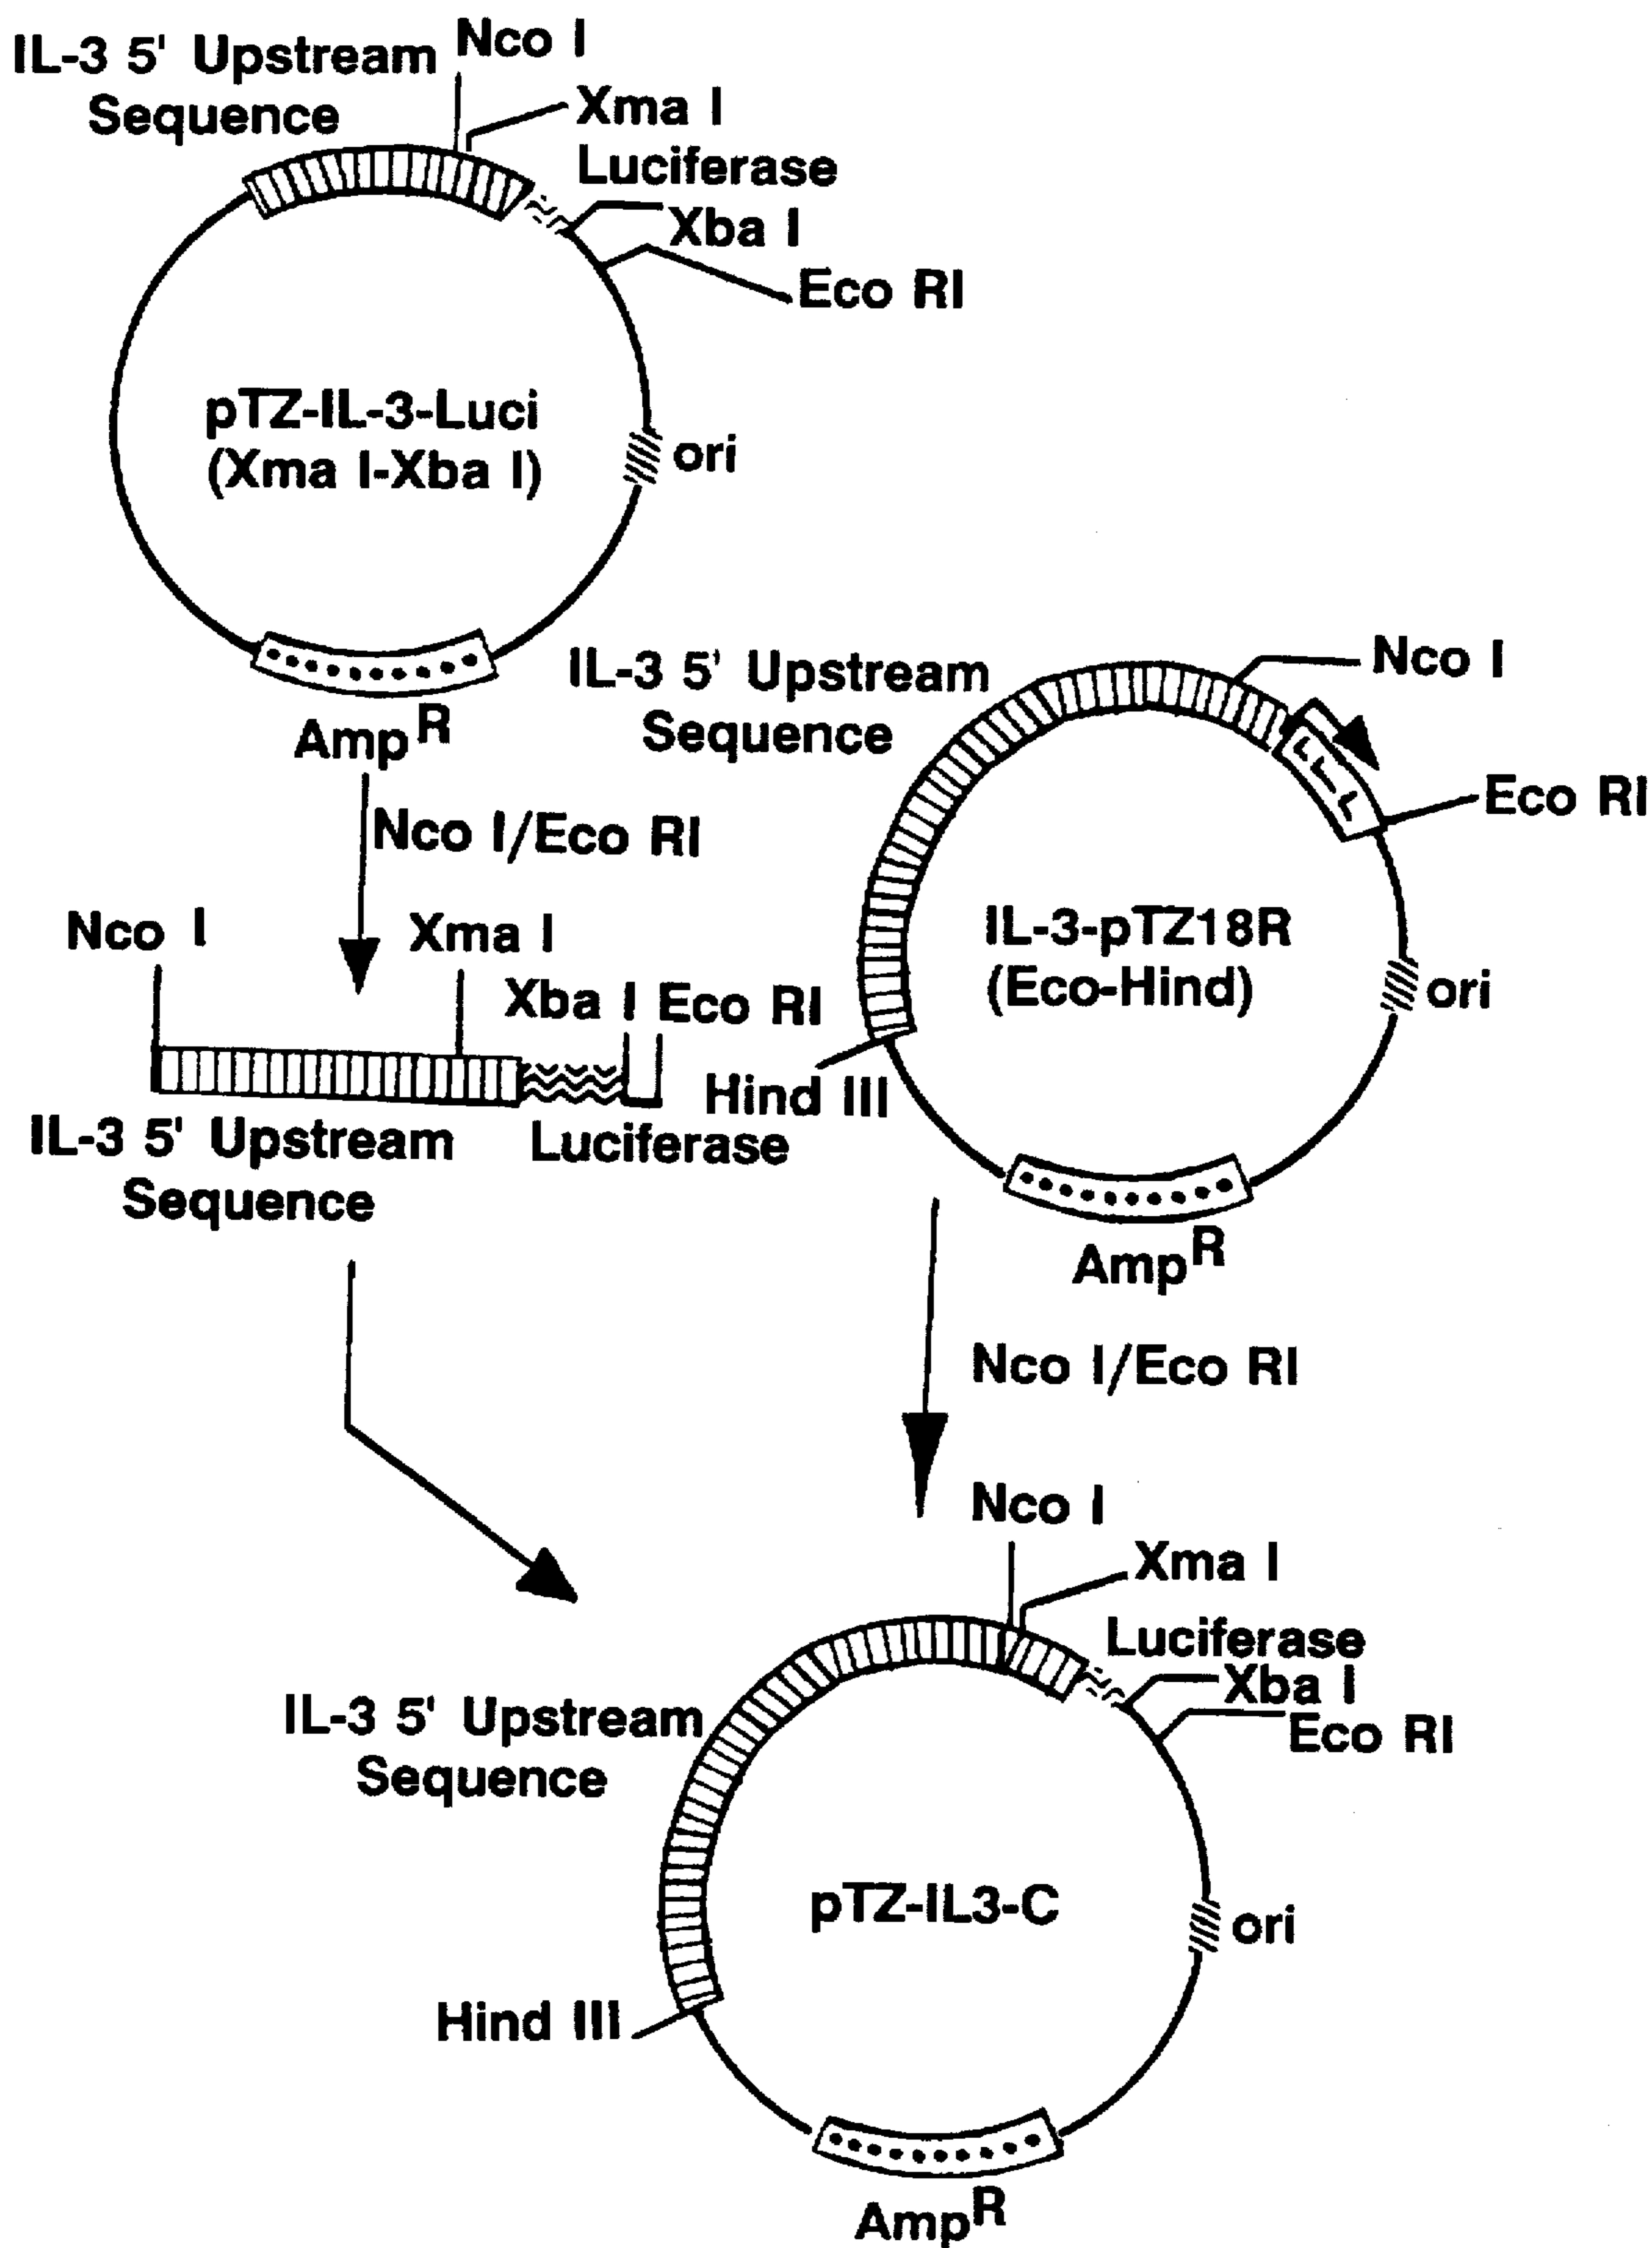 IL-3 5' Upstream
Sequence
Nco I
Xma I
Luciferase
Xba I
Eco RI
pTZ-IL-3-Luci
(Xma I-Xba I)
ori
Amp R
Nco I/Eco RI
Nco I
Xma I
Xba I
Eco RI
IL-3 5' Upstream
Sequence
Luciferase
IL-3 5' Upstream
Sequence
Nco I
Eco RI
IL-3-pTZ18R
(Eco-Hind)
ori
Hind III
Amp R
Nco I/Eco RI
Nco I
Xma I
Luciferase
Xba I
Eco RI
IL-3 5' Upstream
Sequence
pTZ-IL3-C
ori
Hind III
Amp R